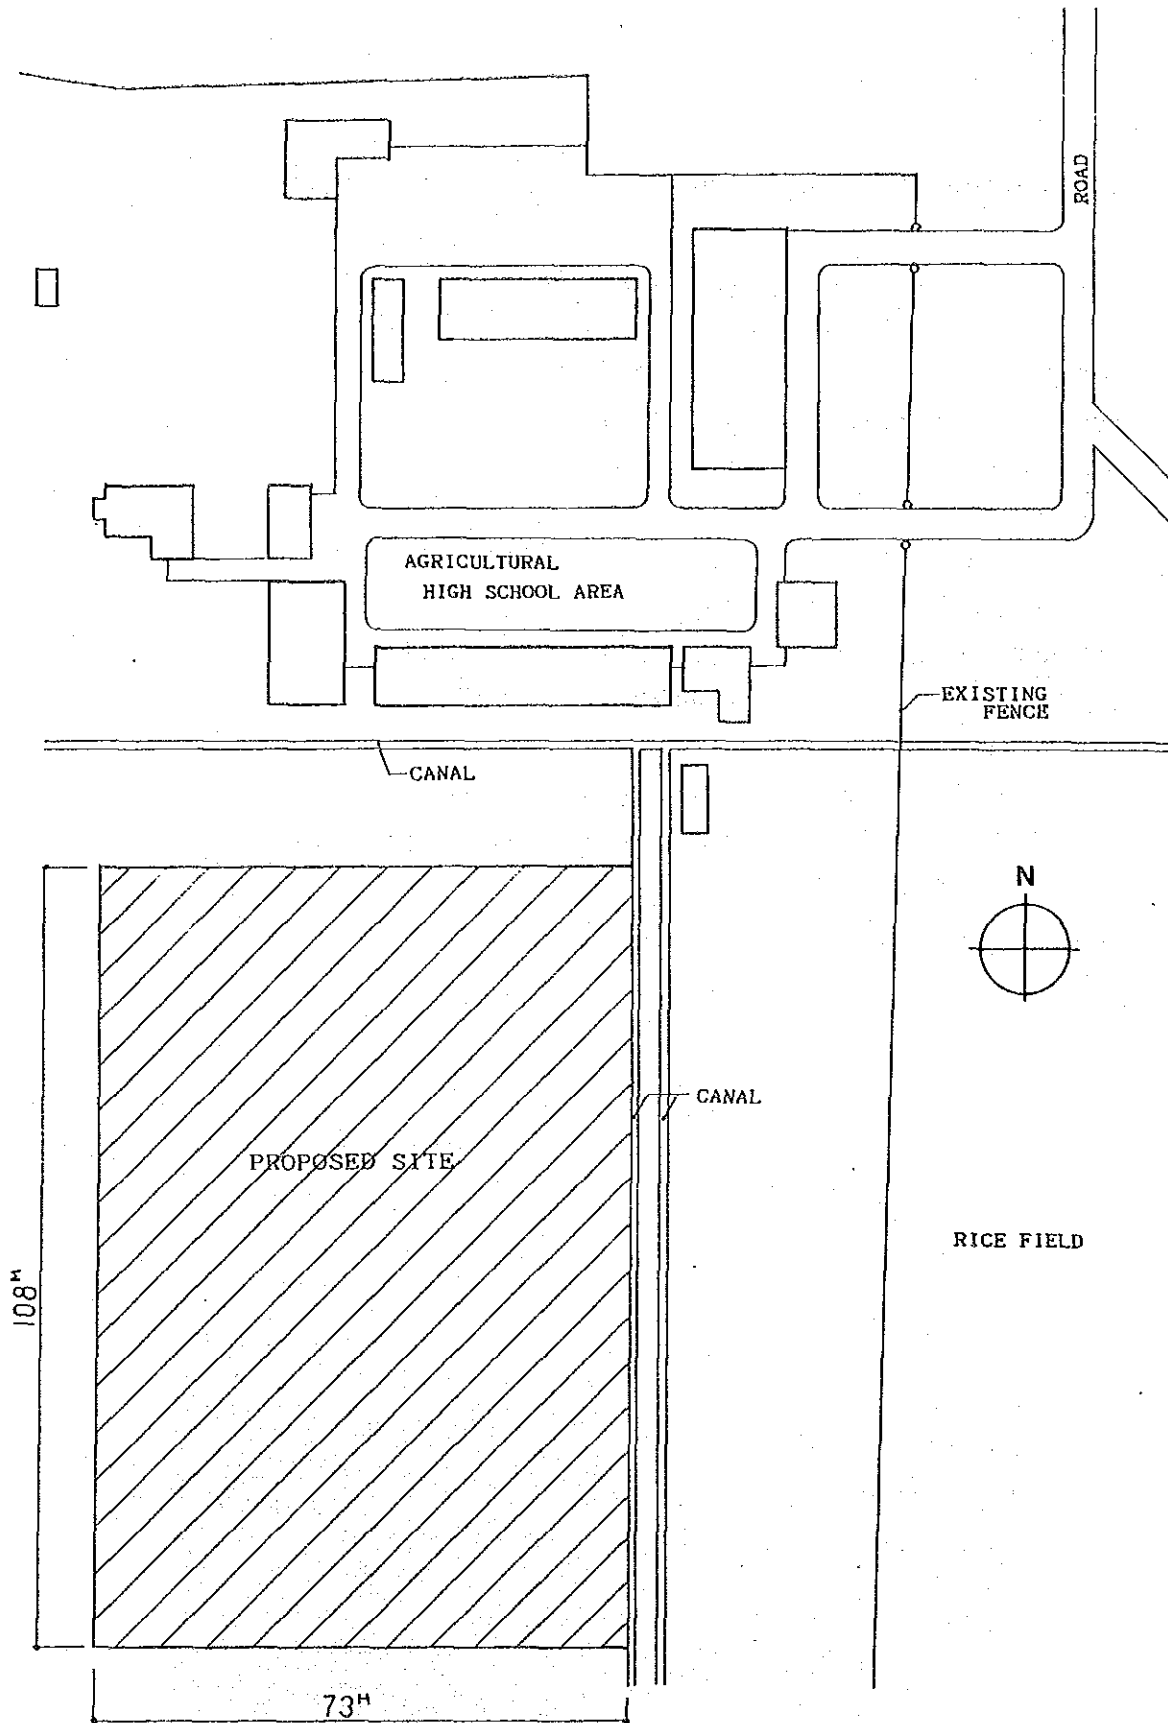 ROAD
AGRICULTURAL
HIGH SCHOOL AREA
EXISTING
FENCE
CANAL
N
CANAL
PROPOSED SITE
RICE FIELD
108M
73M